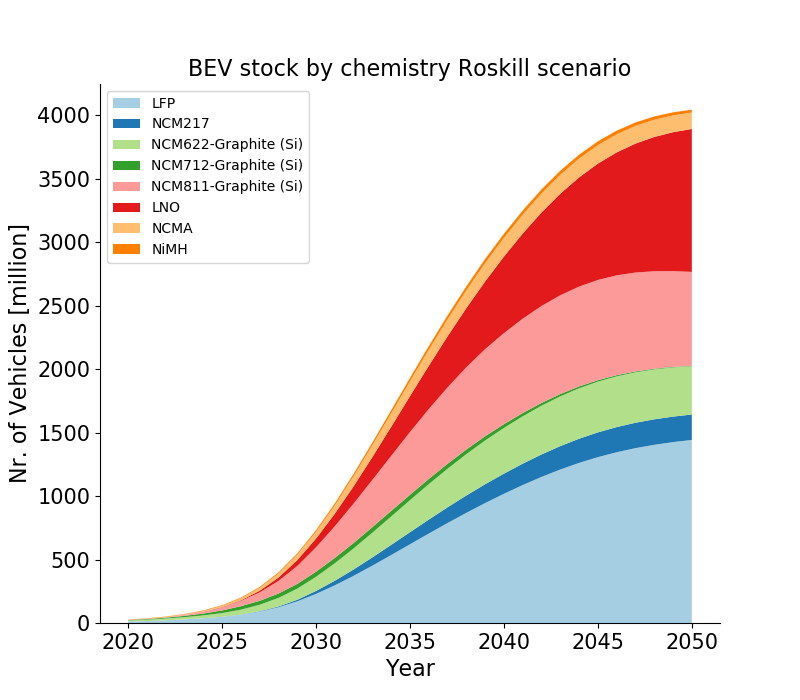 BEV stock by chemistry Roskill scenario
LFP
NCM217
NCM622-Graphite (Si)
NCM712-Graphite (Si)
NCM811-Graphite (Si)
LNO
NCMA
NiMH
Nr. of Vehicles [million]
4000
3500
3000
2500
2000
1500
1000
500
0
2020 2025 2030 2035 2040 2045 2050
Year